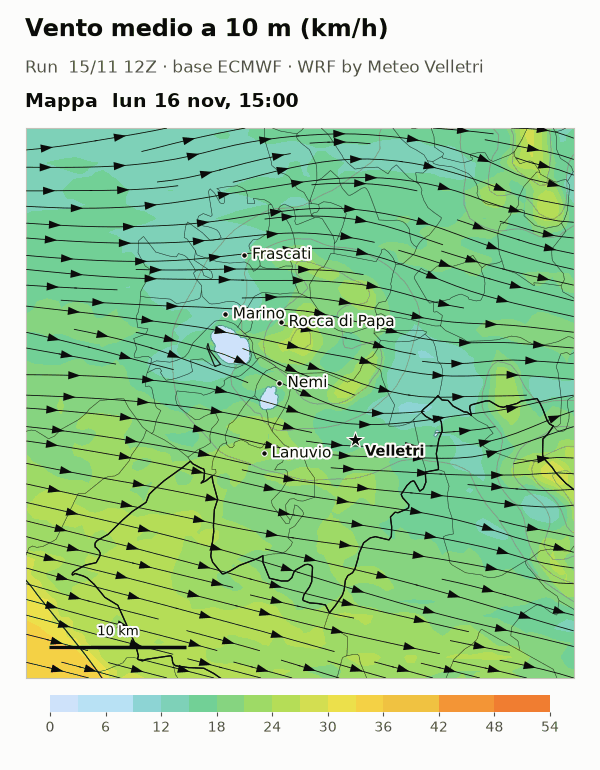 Vento medio a 10 m (km/h)
Run 15/11 12Z · base ECMWF · WRF by Meteo Velletri
Mappa lun 16 nov, 15:00
Frascati
Marino
Rocca di Papa
Nemi
Velletri
Lanuvio
10 km
0 6 12 18 24 30 36 42 48 54